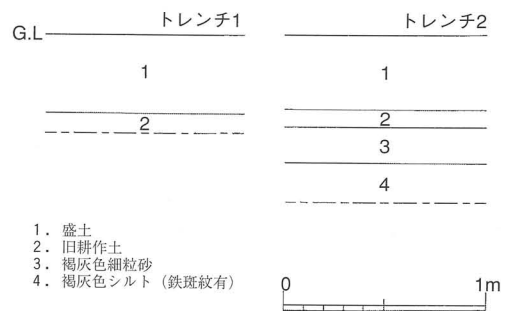 トレンチ1
トレンチ2
G.L
1
1
2
2
3
4
1. 盛土
2. 旧耕作土
3. 褐灰色細粒砂
4. 褐灰色シルト（鉄斑紋有）
0 1m